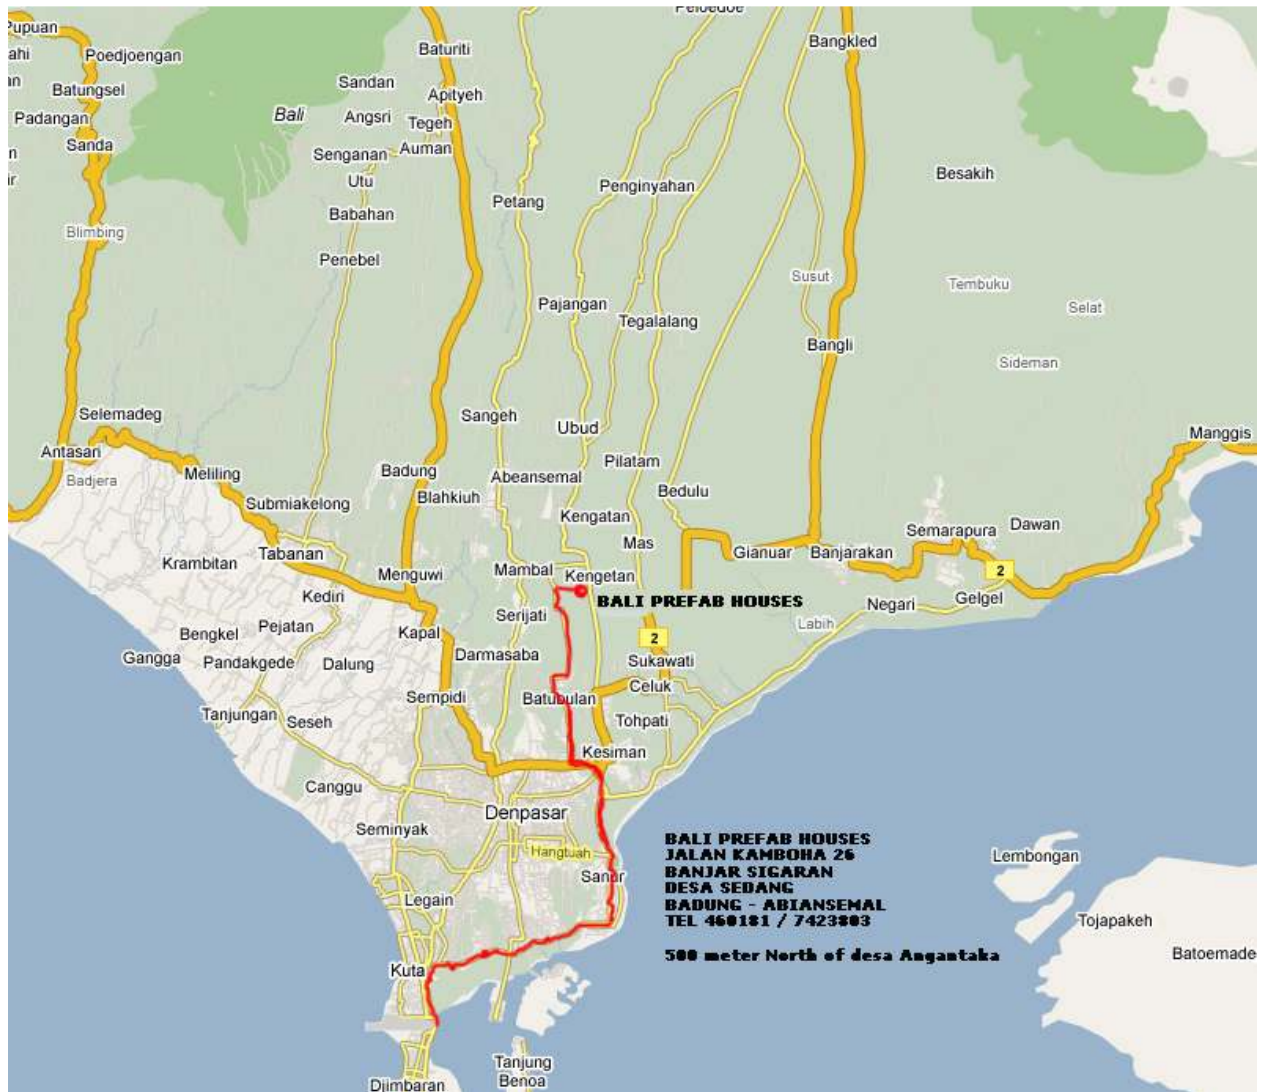 Pupuan
Peloedoe
Bangkled
ahi
Poedjoengan
Baturiti
an
Batungsel
Sandan
Apityeh
Padangan
Bali
Angsri
Tegeh
Sanda
Auman
n
Senganan
Besakih
ir
Utu
Penginyahan
Petang
Babahan
Blimbing
Penebel
Susut
Tembuku
Pajangan
Selat
Tegalalang
Bangli
Sideman
Selemadeg
Sangeh
Ubud
Manggis
Antasari
Pilatam
Badjera
Meliling
Badung
Abeansemal
Bedulu
Blahkiuh
Submiakelong
Kengatan
Semarapura
Dawan
Mas
Tabanan
Gianuar
Banjarakan
Krambitan
Menguwi
Mambal
Kengetan
2
Kediri
BALI PREFAB HOUSES
Negari
Gelgel
Serijati
Labih
Bengkel
Pejatan
Kapal
2
Gangga
Pandakgede
Dalung
Darmasaba
Sukawati
Sempidi
Batubulan
Celuk
Tanjungan
Seseh
Tohpati
Kesiman
Canggu
Denpasar
Seminyak
BALI PREFAB HOUSES
JALAN KAMBOHA 26
BANJAR SIGARAN
DESA SEDANG
BADUNG - ABIANSEMAL
TEL 460181 / 7423803
500 meter North of desa Angantaka
Hangtuah
Lembongan
Sanur
Legain
Tojapakeh
Batoemade
Kuta
Tanjung
Benoa
Djimbaran